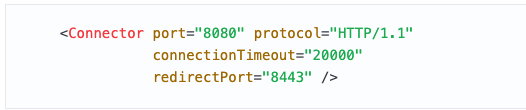 <Connector port="8080" protocol="HTTP/1.1"
connectionTimeout="20000"
redirectPort="8443" />